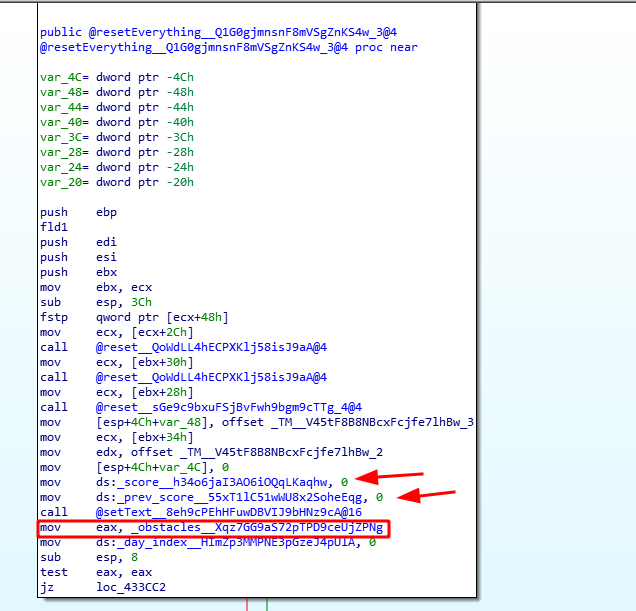 public @resetEverything__Q1G0gjmnsnF8mVSgZnKS4w_3@4
@resetEverything__Q1G0gjmnsnF8mVSgZnKS4w_3@4 proc near
var_4C= dword ptr -4Ch
var_48= dword ptr -48h
var_44= dword ptr -44h
var_40= dword ptr -40h
var_3C= dword ptr -3Ch
var_28= dword ptr -28h
var_24= dword ptr -24h
var_20= dword ptr -20h
push ebp
fld1
push edi
push esi
push ebx
mov ebx, ecx
sub esp, 3Ch
fstp qword ptr [ecx+48h]
mov ecx, [ecx+2Ch]
call @reset__QoWdLL4hECPXKlj58isJ9aA@4
mov ecx, [ebx+30h]
call @reset__QoWdLL4hECPXKlj58isJ9aA@4
mov ecx, [ebx+28h]
call @reset__sGe9c9bxuFSjBvFwh9bgm9cTTg_4@4
mov [esp+4Ch+var_48], offset _TM__V45tF8B8NBcxFcjfe7lhBw_3
mov ecx, [ebx+34h]
mov edx, offset _TM__V45tF8B8NBcxFcjfe7lhBw_2
mov [esp+4Ch+var_4C], 0
mov ds:_score__h34o6jaI3AO6iOQqLKaqhw, 0
mov ds:_prev_score__55xT1lC51wWU8x2SoheEqg, 0
call @setText__8eh9cPEhHFuwDBVIJ9bHNz9cA@16
mov eax, _obstacles__Xqz7GG9aS72pTPD9ceUjZPNg
mov ds:_day_index__HImZp3MMPNE3pGzeJ4pUlA, 0
sub esp, 8
test eax, eax
jz loc_433CC2